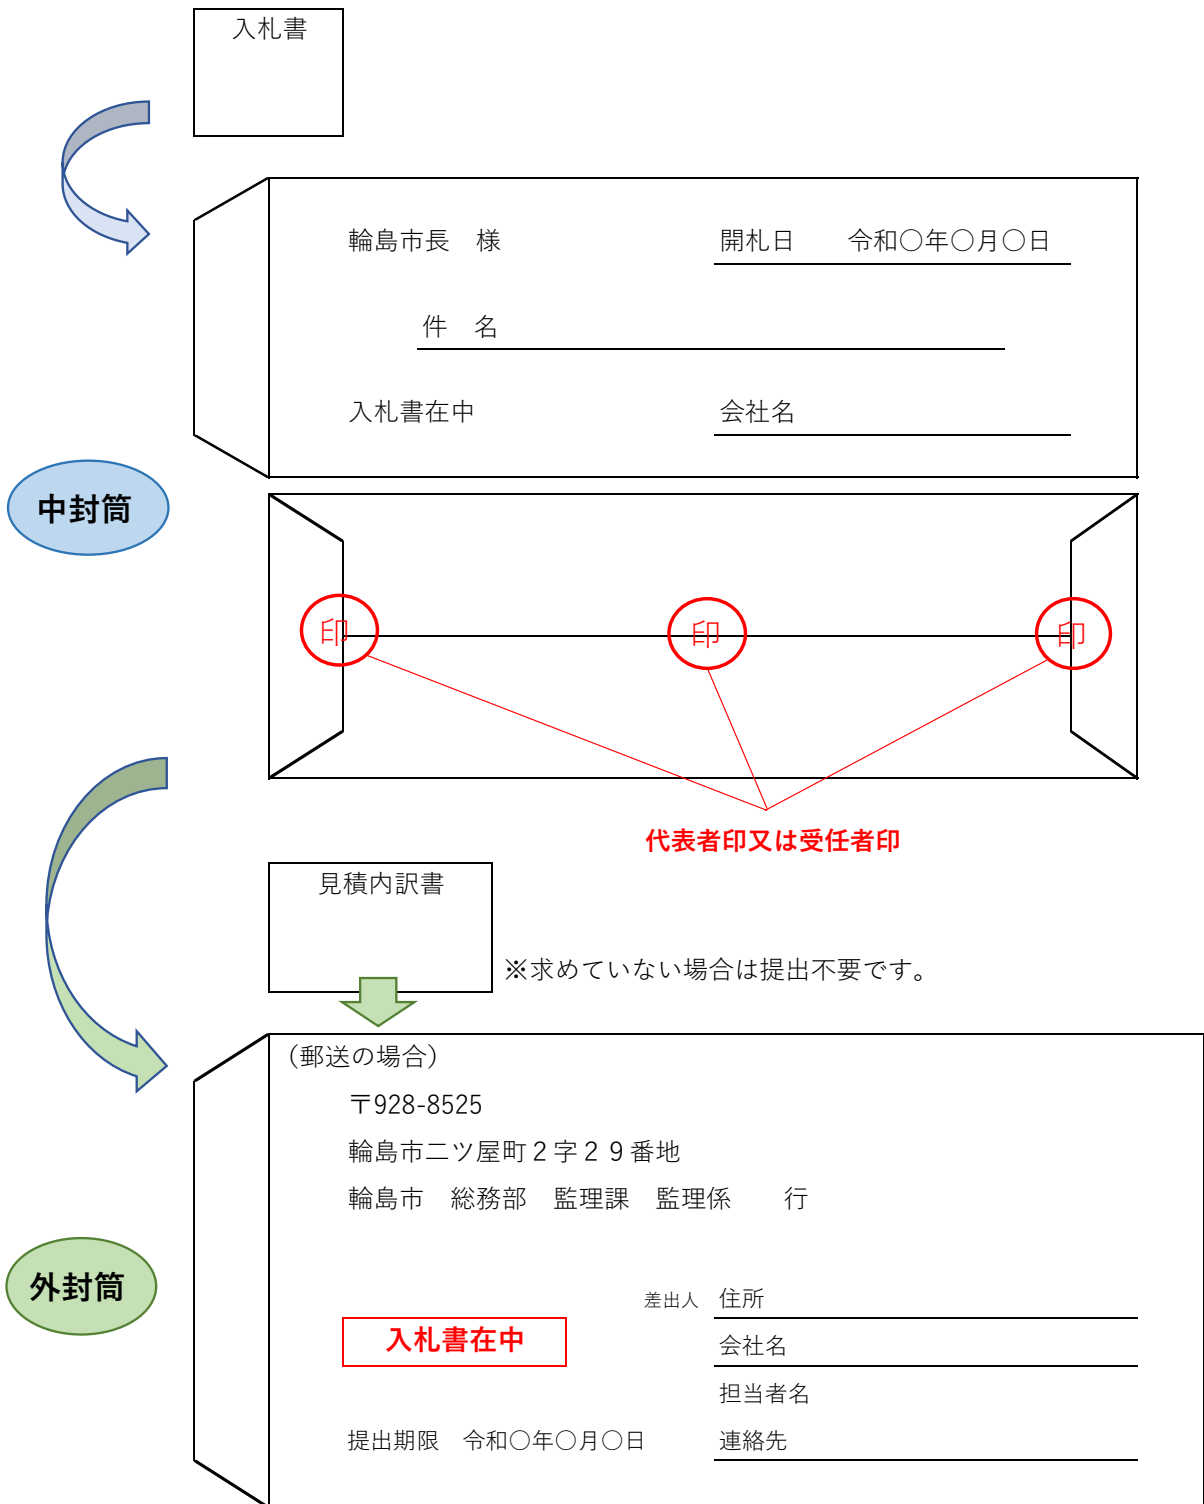 入札書
輪島市長　様　開札日　令和○年○月○日
件　名
入札書在中　会社名
中封筒
印　印　印
代表者印又は受任者印
見積内訳書
※求めていない場合は提出不要です。
（郵送の場合）
〒928-8525
輪島市二ツ屋町２字２９番地
輪島市　総務部　監理課　監理係　　行
外封筒
差出人　住所
入札書在中　会社名
担当者名
提出期限　令和○年○月○日　連絡先